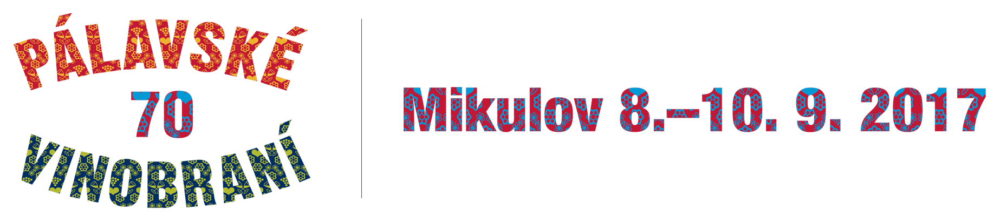 PÁLAVSKÉ
70
VINOBRANÍ
Mikulov 8.–10. 9. 2017